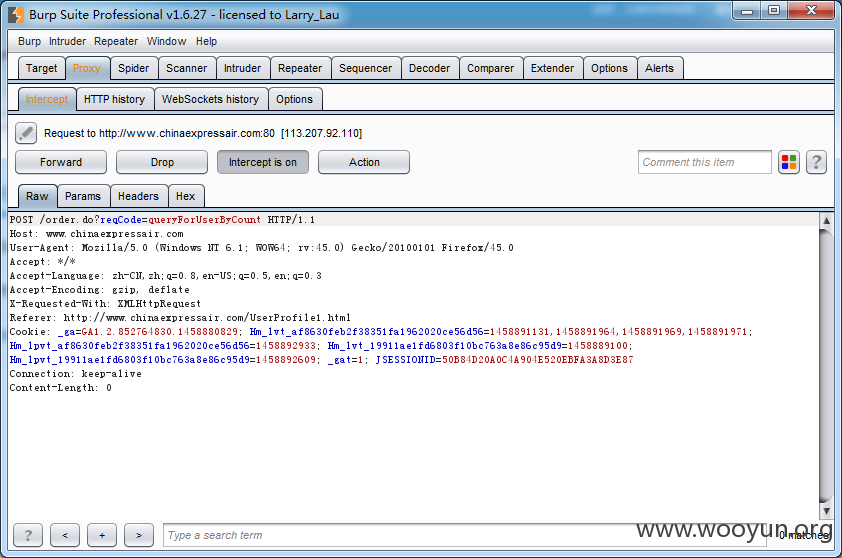 Burp Suite Professional v1.6.27 - licensed to Larry_Lau
Burp Intruder Repeater Window Help
Target Proxy Spider Scanner Intruder Repeater Sequencer Decoder Comparer Extender Options Alerts
Intercept HTTP history WebSockets history Options
Request to http://www.chinaexpressair.com:80 [113.207.92.110]
Forward Drop Intercept is on Action Comment this item ?
Raw Params Headers Hex
POST /order.do?reqCode=queryForUserByCount HTTP/1.1
Host: www.chinaexpressair.com
User-Agent: Mozilla/5.0 (Windows NT 6.1; WOW64; rv:45.0) Gecko/20100101 Firefox/45.0
Accept: */*
Accept-Language: zh-CN,zh;q=0.8,en-US;q=0.5,en;q=0.3
Accept-Encoding: gzip, deflate
X-Requested-With: XMLHttpRequest
Referer: http://www.chinaexpressair.com/UserProfile1.html
Cookie: _ga=GA1.2.852764830.1458880829; Hm_lvt_af8630feb2f38351fa1962020ce56d56=1458891131,1458891964,1458891969,1458891971;
Hm_lpvt_af8630feb2f38351fa1962020ce56d56=1458892933; Hm_lvt_19911ae1fd6803f10bc763a8e86c95d9=1458889100;
Hm_lpvt_19911ae1fd6803f10bc763a8e86c95d9=1458892609; _gat=1; JSESSIONID=50B84D20A0C4A904E520EBFA3A8D3E87
Connection: keep-alive
Content-Length: 0
? < + > Type a search term 0 matches
www.wooyun.org